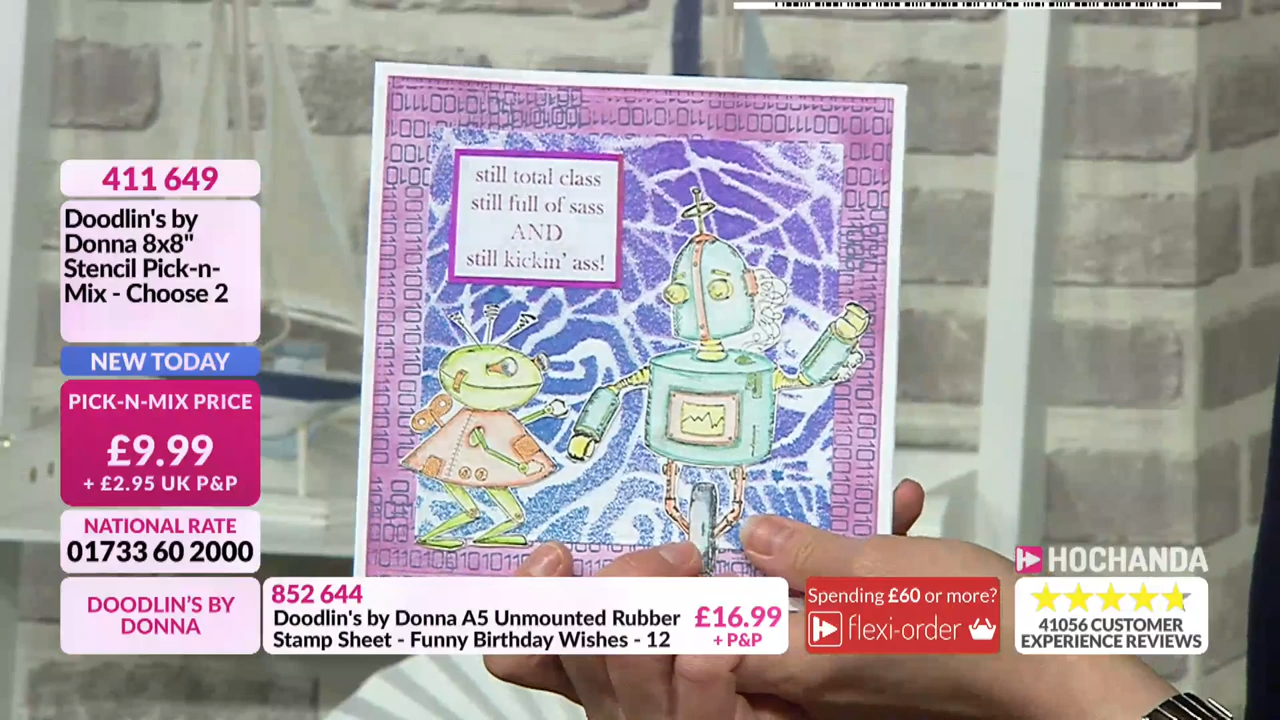 411 649
Doodlin's by
Donna 8x8"
Stencil Pick-n-
Mix - Choose 2
NEW TODAY
PICK-N-MIX PRICE
£9.99
+ £2.95 UK P&P
NATIONAL RATE
01733 60 2000
DOODLIN'S BY
DONNA
still total class
still full of sass
AND
still kickin' ass!
852 644
Doodlin's by Donna A5 Unmounted Rubber
Stamp Sheet - Funny Birthday Wishes - 12
£16.99
+ P&P
Spending £60 or more?
flexi-order
HOCHANDA
41056 CUSTOMER
EXPERIENCE REVIEWS